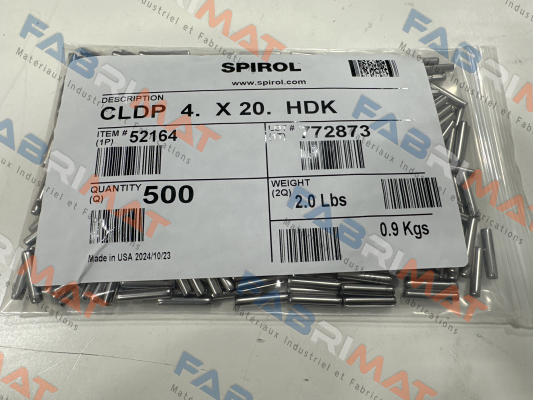 SPIROL
www.spirol.com
DESCRIPTION
CLDP 4. X 20. HDK
ITEM # 52164
(1P)
772873
QUANTITY 500
(Q)
WEIGHT
(2Q) 2.0 Lbs
0.9 Kgs
Made in USA 2024/10/23
FABRIMAT
Materiaux Industriel et Fabrications